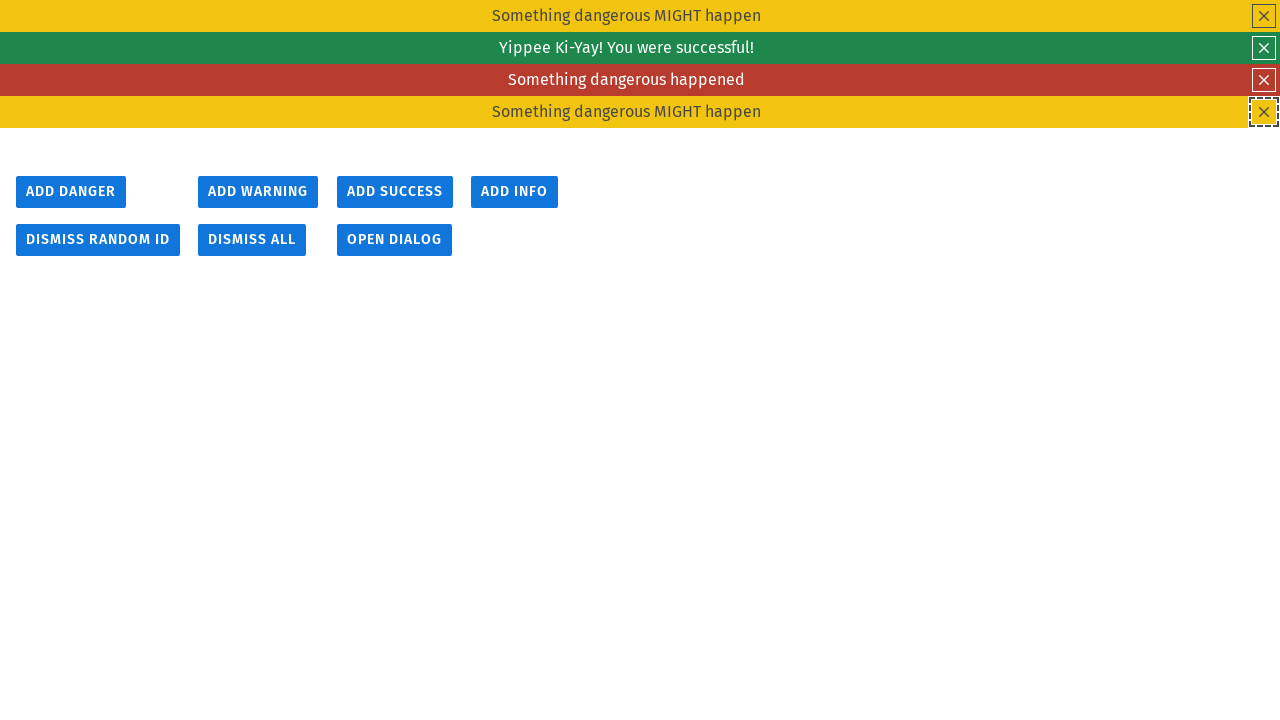 Something dangerous MIGHT happen
Yippee Ki-Yay! You were successful!
Something dangerous happened
Something dangerous MIGHT happen
ADD DANGER ADD WARNING ADD SUCCESS ADD INFO
DISMISS RANDOM ID DISMISS ALL OPEN DIALOG